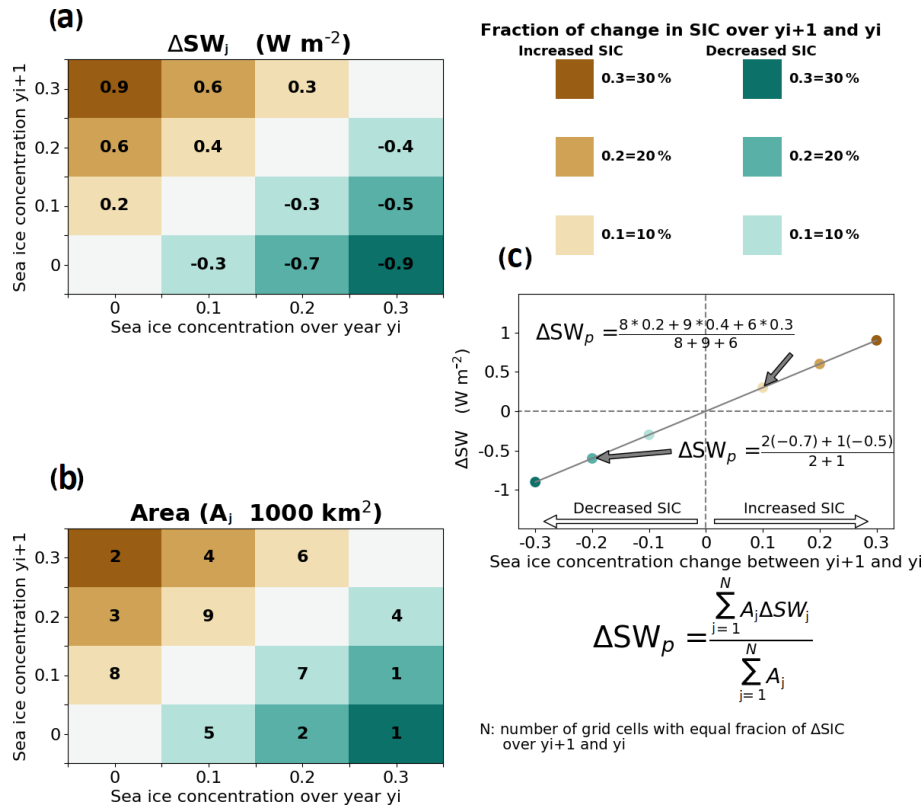 (a)
ΔSWⱼ (W m⁻²)
Sea ice concentration yi+1
0.3
0.2
0.1
0
0.9 0.6 0.3
0.6 0.4 -0.4
0.2 -0.3 -0.5
-0.3 -0.7 -0.9
0 0.1 0.2 0.3
Sea ice concentration over year yi
Fraction of change in SIC over yi+1 and yi
Increased SIC Decreased SIC
0.3=30 % 0.3=30 %
0.2=20 % 0.2=20 %
0.1=10 % 0.1=10 %
(b)
Area (Aⱼ 1000 km²)
Sea ice concentration yi+1
0.3
0.2
0.1
0
2 4 6
3 9 4
8 7 1
5 2 1
0 0.1 0.2 0.3
Sea ice concentration over year yi
(c)
ΔSW (W m⁻²)
1
0.5
0
-0.5
-1
ΔSWₚ = (8 * 0.2 + 9 * 0.4 + 6 * 0.3) / (8 + 9 + 6)
ΔSWₚ = (2(-0.7) + 1(-0.5)) / (2 + 1)
Decreased SIC Increased SIC
-0.3 -0.2 -0.1 0 0.1 0.2 0.3
Sea ice concentration change between yi+1 and yi
ΔSWₚ = (∑ⱼ₌₁ᴺ AⱼΔSWⱼ) / (∑ⱼ₌₁ᴺ Aⱼ)
N: number of grid cells with equal fracion of ΔSIC
over yi+1 and yi